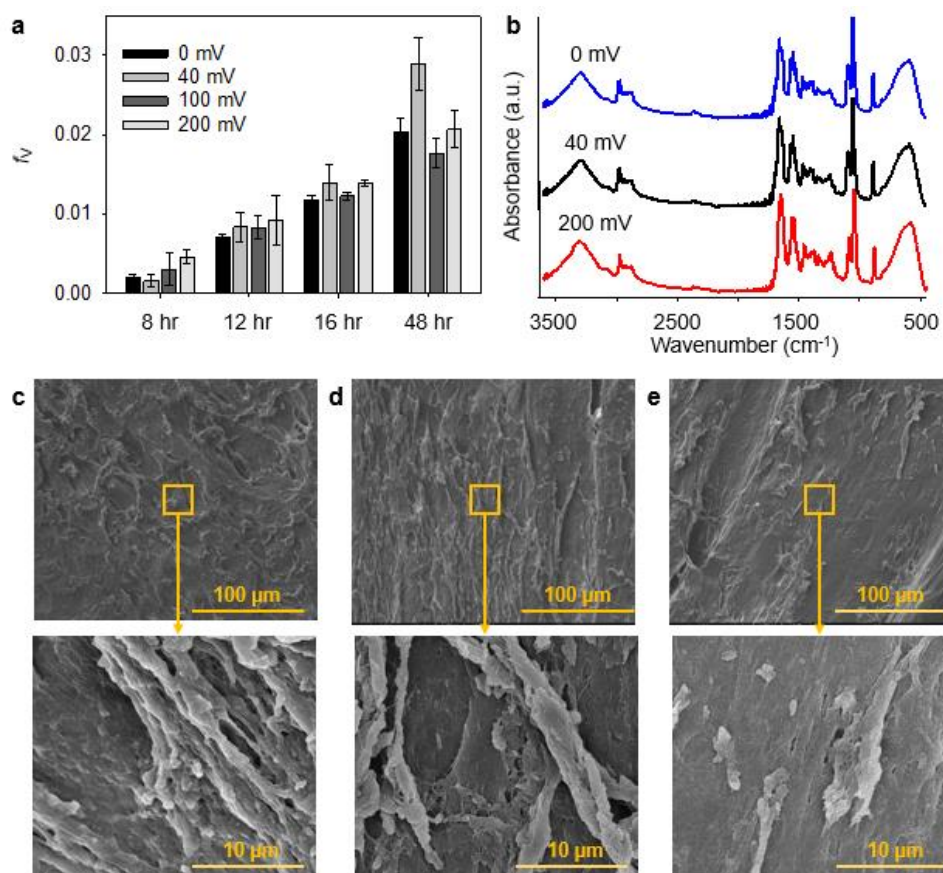 a
0.03
0.02
0.01
0.00
fV
0 mV
40 mV
100 mV
200 mV
8 hr 12 hr 16 hr 48 hr
b
Absorbance (a.u.)
0 mV
40 mV
200 mV
3500 2500 1500 500
Wavenumber (cm-1)
c
100 µm
10 µm
d
100 µm
10 µm
e
100 µm
10 µm